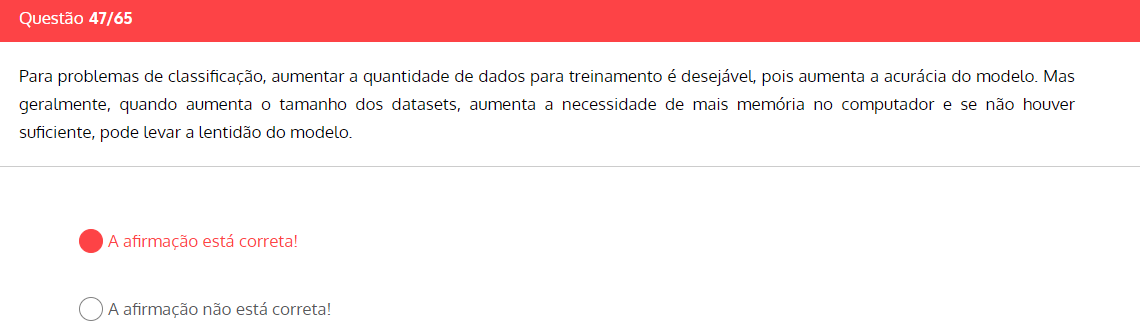 Questão 47/65
Para problemas de classificação, aumentar a quantidade de dados para treinamento é desejável, pois aumenta a acurácia do modelo. Mas
geralmente, quando aumenta o tamanho dos datasets, aumenta a necessidade de mais memória no computador e se não houver
suficiente, pode levar a lentidão do modelo.
A afirmação está correta!
A afirmação não está correta!